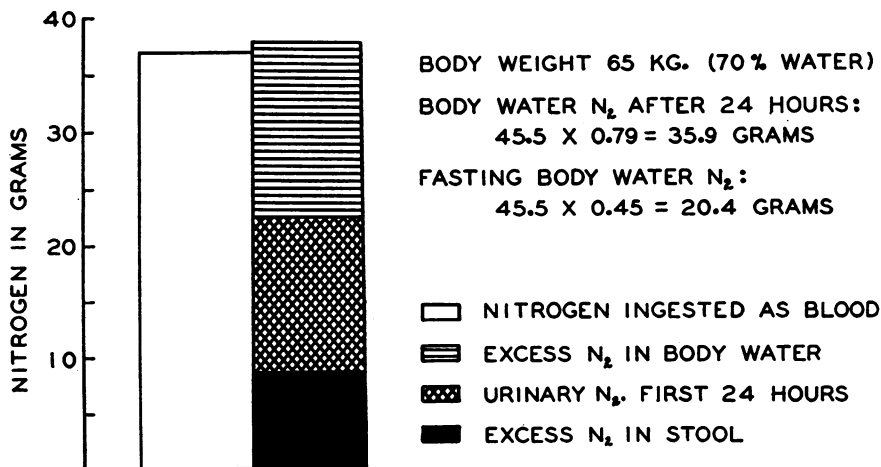 40
30
20
10
NITROGEN IN GRAMS
BODY WEIGHT 65 KG. (70% WATER)
BODY WATER N₂ AFTER 24 HOURS:
45.5 X 0.79 = 35.9 GRAMS
FASTING BODY WATER N₂:
45.5 X 0.45 = 20.4 GRAMS
NITROGEN INGESTED AS BLOOD
EXCESS N₂ IN BODY WATER
URINARY N₂. FIRST 24 HOURS
EXCESS N₂ IN STOOL